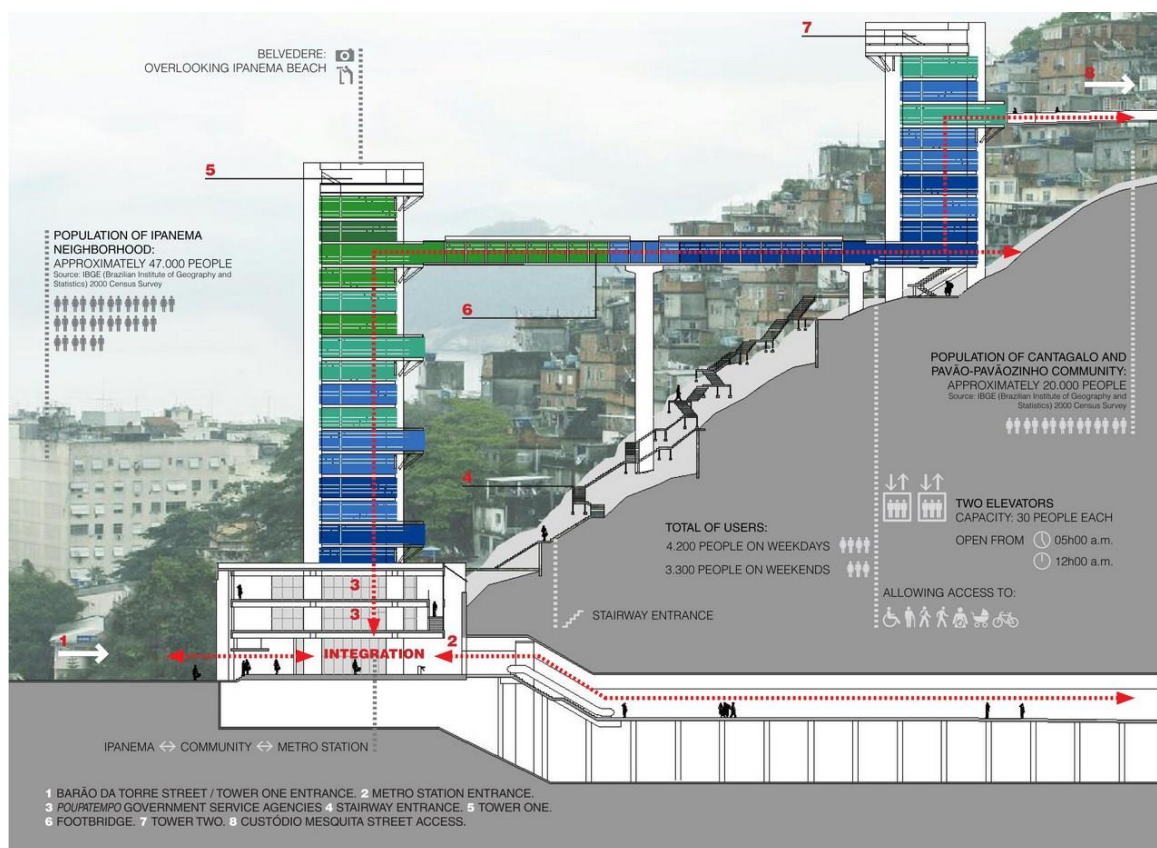 BELVEDERE:
OVERLOOKING IPANEMA BEACH
7
8
5
POPULATION OF IPANEMA
NEIGHBORHOOD:
APPROXIMATELY 47.000 PEOPLE
Source: IBGE (Brazilian Institute of Geography and
Statistics) 2000 Census Survey
6
POPULATION OF CANTAGALO AND
PAVÃO-PAVÃOZINHO COMMUNITY:
APPROXIMATELY 20.000 PEOPLE
Source: IBGE (Brazilian Institute of Geography and
Statistics) 2000 Census Survey
4
TWO ELEVATORS
CAPACITY: 30 PEOPLE EACH
OPEN FROM 05h00 a.m.
12h00 a.m.
TOTAL OF USERS:
4.200 PEOPLE ON WEEKDAYS
3.300 PEOPLE ON WEEKENDS
ALLOWING ACCESS TO:
STAIRWAY ENTRANCE
3
3
1
INTEGRATION
2
IPANEMA COMMUNITY METRO STATION
1 BARÃO DA TORRE STREET / TOWER ONE ENTRANCE. 2 METRO STATION ENTRANCE.
3 POUPATEMPO GOVERNMENT SERVICE AGENCIES 4 STAIRWAY ENTRANCE. 5 TOWER ONE.
6 FOOTBRIDGE. 7 TOWER TWO. 8 CUSTÓDIO MESQUITA STREET ACCESS.